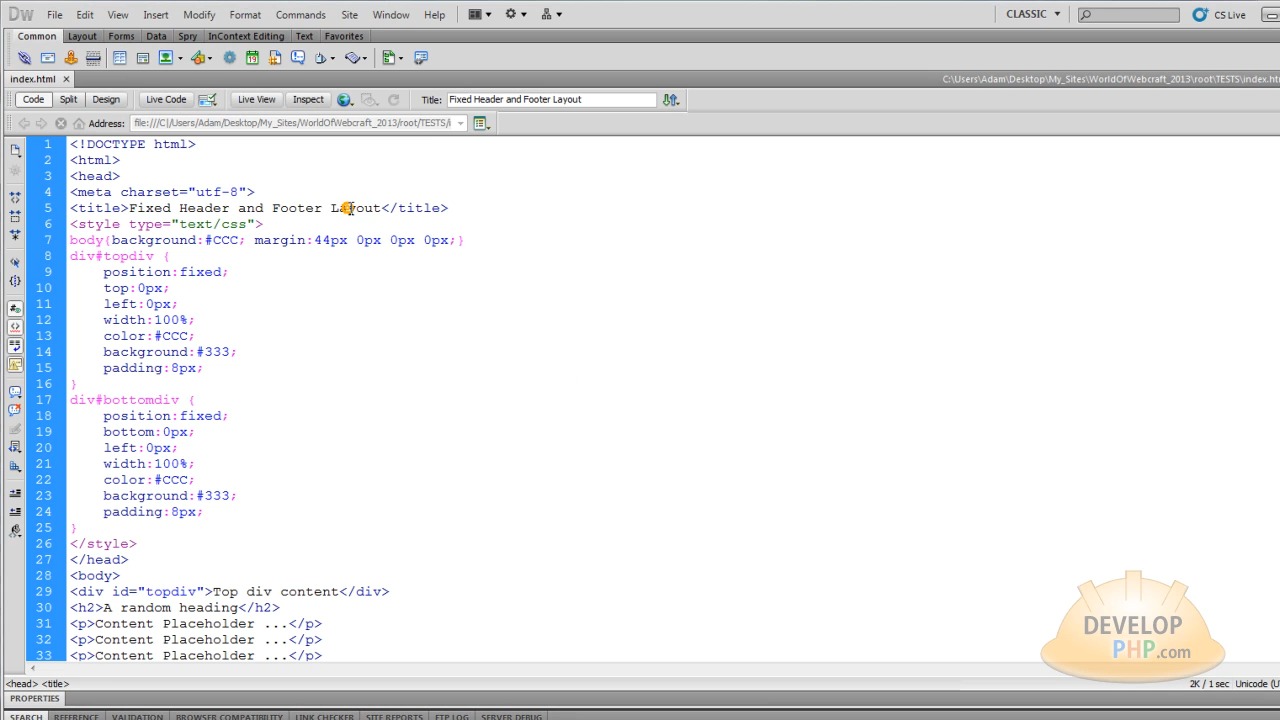 Dw File Edit View Insert Modify Format Commands Site Window Help CLASSIC CS Live
Common Layout Forms Data Spry InContext Editing Text Favorites
index.html C:\Users\Adam\Desktop\My_Sites\WorldOfWebcraft_2013\root\TESTS\index.htm
Code Split Design Live Code Live View Inspect Title: Fixed Header and Footer Layout
Address: file:///C|/Users/Adam/Desktop/My_Sites/WorldOfWebcraft_2013/root/TESTS/i
1 <!DOCTYPE html>
2 <html>
3 <head>
4 <meta charset="utf-8">
5 <title>Fixed Header and Footer Layout</title>
6 <style type="text/css">
7 body{background:#CCC; margin:44px 0px 0px 0px;}
8 div#topdiv {
9 position:fixed;
10 top:0px;
11 left:0px;
12 width:100%;
13 color:#CCC;
14 background:#333;
15 padding:8px;
16 }
17 div#bottomdiv {
18 position:fixed;
19 bottom:0px;
20 left:0px;
21 width:100%;
22 color:#CCC;
23 background:#333;
24 padding:8px;
25 }
26 </style>
27 </head>
28 <body>
29 <div id="topdiv">Top div content</div>
30 <h2>A random heading</h2>
31 <p>Content Placeholder ...</p>
32 <p>Content Placeholder ...</p>
33 <p>Content Placeholder ...</p>
DEVELOP
PHP.com
<head> <title> 2K / 1 sec Unicode (U
PROPERTIES
SEARCH REFERENCE VALIDATION BROWSER COMPATIBILITY LINK CHECKER SITE REPORTS FTP LOG SERVER DEBUG